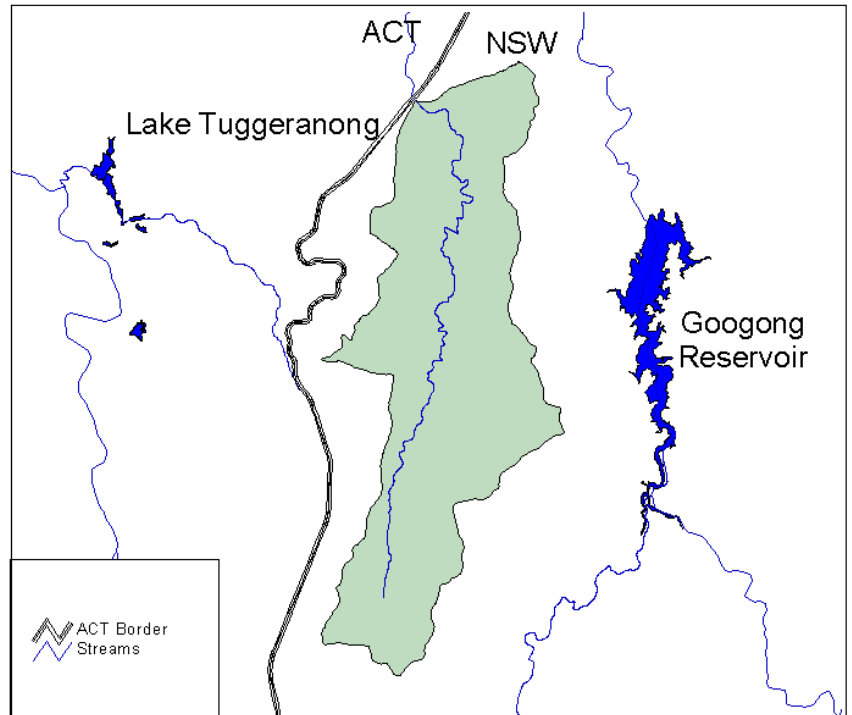 ACT
NSW
Lake Tuggeranong
Googong
Reservoir
ACT Border
Streams